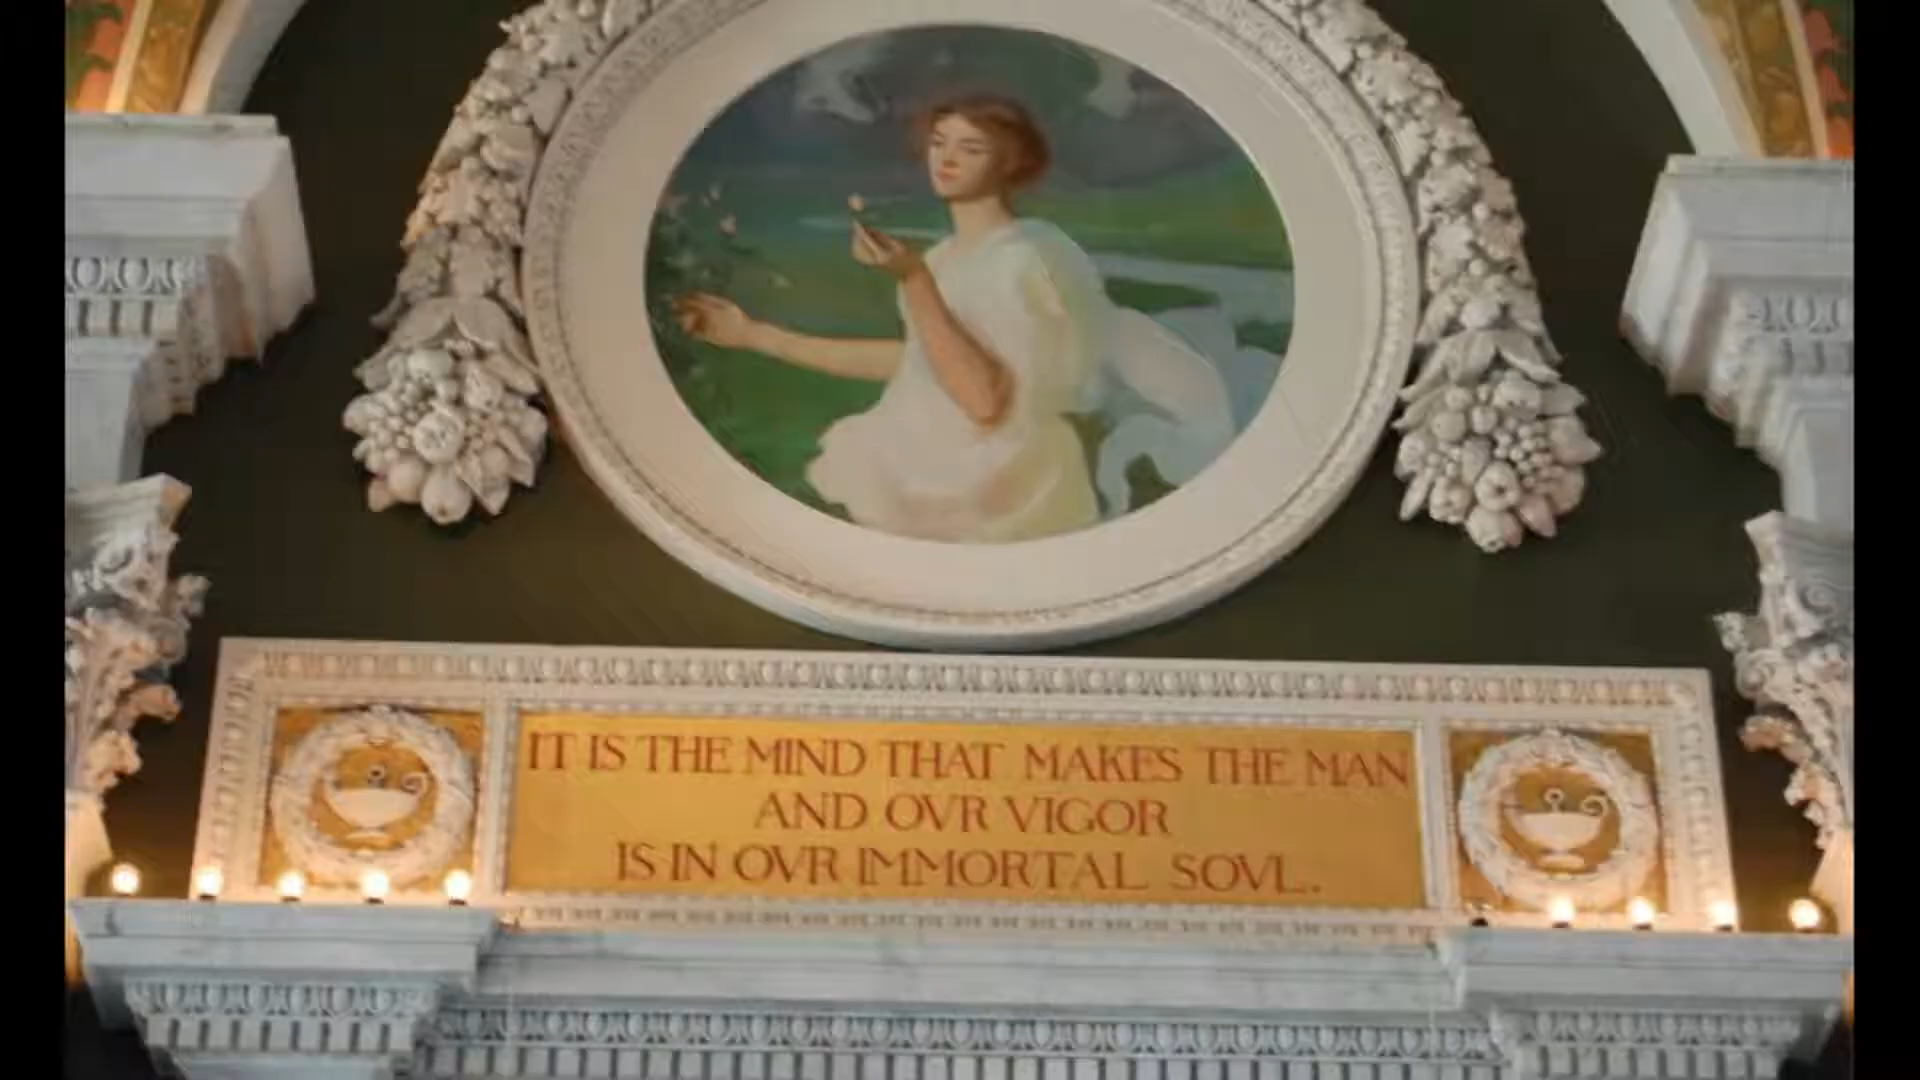 IT IS THE MIND THAT MAKES THE MAN
AND OVR VIGOR
IS IN OVR IMMORTAL SOVL.